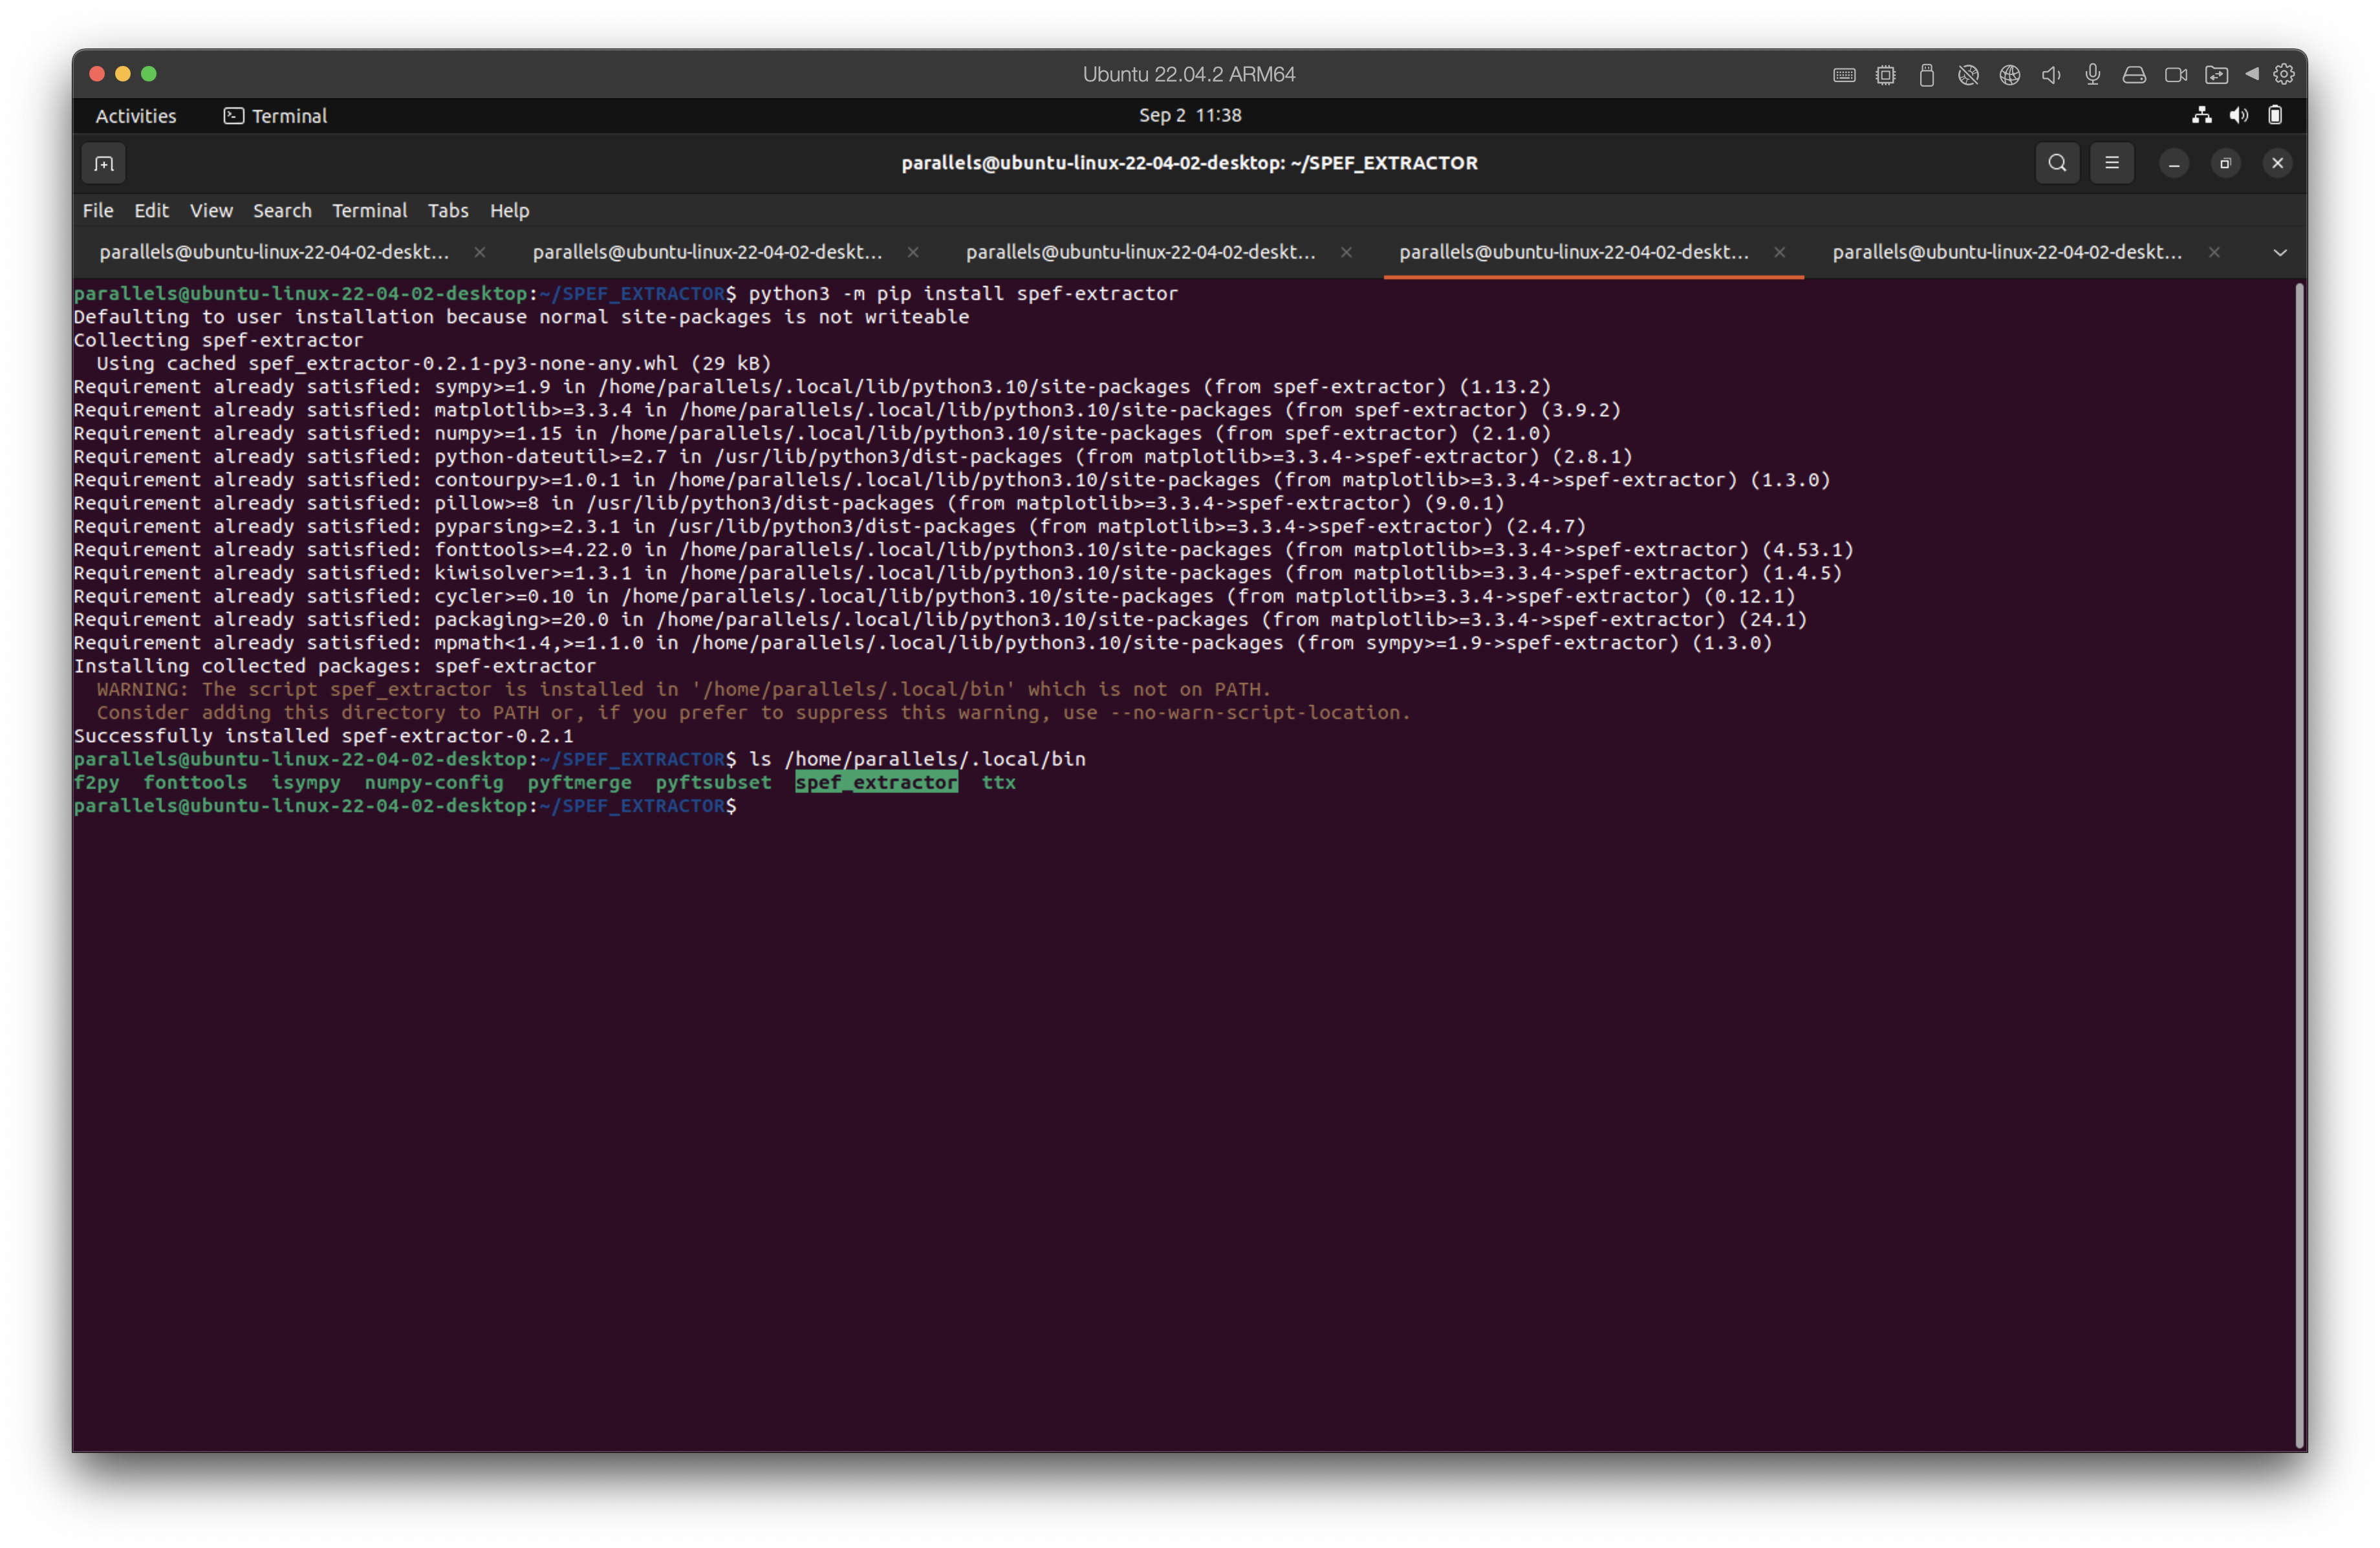 Ubuntu 22.04.2 ARM64
Activities Terminal Sep 2 11:38
parallels@ubuntu-linux-22-04-02-desktop: ~/SPEF_EXTRACTOR
File Edit View Search Terminal Tabs Help
parallels@ubuntu-linux-22-04-02-deskt... parallels@ubuntu-linux-22-04-02-deskt... parallels@ubuntu-linux-22-04-02-deskt... parallels@ubuntu-linux-22-04-02-deskt... parallels@ubuntu-linux-22-04-02-deskt...
parallels@ubuntu-linux-22-04-02-desktop:~/SPEF_EXTRACTOR$ python3 -m pip install spef-extractor
Defaulting to user installation because normal site-packages is not writeable
Collecting spef-extractor
  Using cached spef_extractor-0.2.1-py3-none-any.whl (29 kB)
Requirement already satisfied: sympy>=1.9 in /home/parallels/.local/lib/python3.10/site-packages (from spef-extractor) (1.13.2)
Requirement already satisfied: matplotlib>=3.3.4 in /home/parallels/.local/lib/python3.10/site-packages (from spef-extractor) (3.9.2)
Requirement already satisfied: numpy>=1.15 in /home/parallels/.local/lib/python3.10/site-packages (from spef-extractor) (2.1.0)
Requirement already satisfied: python-dateutil>=2.7 in /usr/lib/python3/dist-packages (from matplotlib>=3.3.4->spef-extractor) (2.8.1)
Requirement already satisfied: contourpy>=1.0.1 in /home/parallels/.local/lib/python3.10/site-packages (from matplotlib>=3.3.4->spef-extractor) (1.3.0)
Requirement already satisfied: pillow>=8 in /usr/lib/python3/dist-packages (from matplotlib>=3.3.4->spef-extractor) (9.0.1)
Requirement already satisfied: pyparsing>=2.3.1 in /usr/lib/python3/dist-packages (from matplotlib>=3.3.4->spef-extractor) (2.4.7)
Requirement already satisfied: fonttools>=4.22.0 in /home/parallels/.local/lib/python3.10/site-packages (from matplotlib>=3.3.4->spef-extractor) (4.53.1)
Requirement already satisfied: kiwisolver>=1.3.1 in /home/parallels/.local/lib/python3.10/site-packages (from matplotlib>=3.3.4->spef-extractor) (1.4.5)
Requirement already satisfied: cycler>=0.10 in /home/parallels/.local/lib/python3.10/site-packages (from matplotlib>=3.3.4->spef-extractor) (0.12.1)
Requirement already satisfied: packaging>=20.0 in /home/parallels/.local/lib/python3.10/site-packages (from matplotlib>=3.3.4->spef-extractor) (24.1)
Requirement already satisfied: mpmath<1.4,>=1.1.0 in /home/parallels/.local/lib/python3.10/site-packages (from sympy>=1.9->spef-extractor) (1.3.0)
Installing collected packages: spef-extractor
  WARNING: The script spef_extractor is installed in '/home/parallels/.local/bin' which is not on PATH.
  Consider adding this directory to PATH or, if you prefer to suppress this warning, use --no-warn-script-location.
Successfully installed spef-extractor-0.2.1
parallels@ubuntu-linux-22-04-02-desktop:~/SPEF_EXTRACTOR$ ls /home/parallels/.local/bin
f2py  fonttools  isympy  numpy-config  pyftmerge  pyftsubset  spef_extractor  ttx
parallels@ubuntu-linux-22-04-02-desktop:~/SPEF_EXTRACTOR$